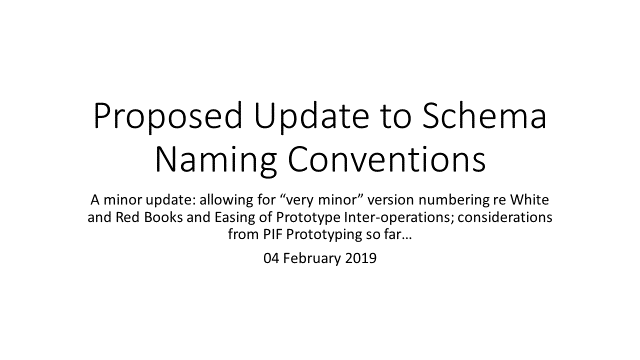 Proposed Update to Schema
Naming Conventions
A minor update: allowing for “very minor” version numbering re White
and Red Books and Easing of Prototype Inter-operations; considerations
from PIF Prototyping so far…
04 February 2019